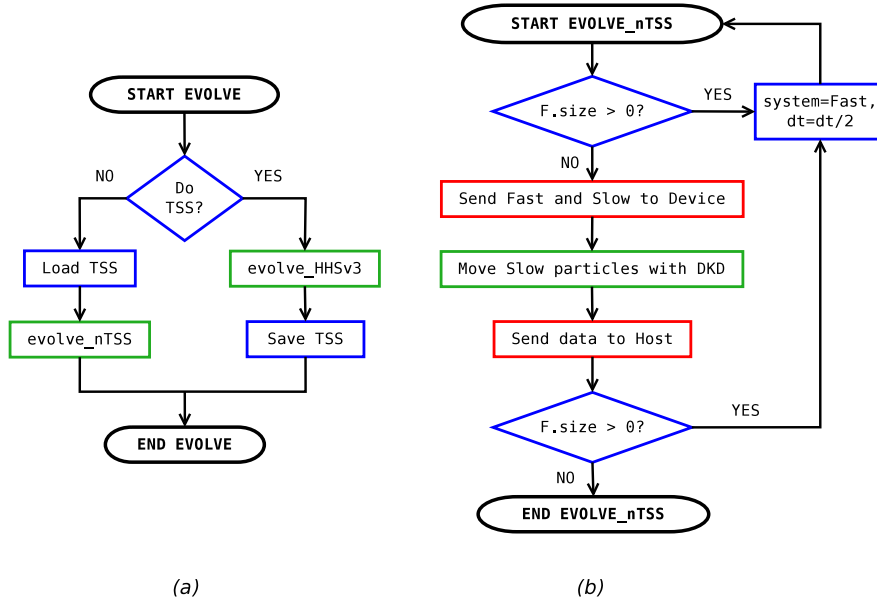 START EVOLVE
NO
YES
Do
TSS?
Load TSS
evolve_HHSv3
evolve_nTSS
Save TSS
END EVOLVE
(a)
START EVOLVE_nTSS
F.size > 0?
YES
system=Fast,
dt=dt/2
NO
Send Fast and Slow to Device
Move Slow particles with DKD
Send data to Host
F.size > 0?
YES
NO
END EVOLVE_nTSS
(b)